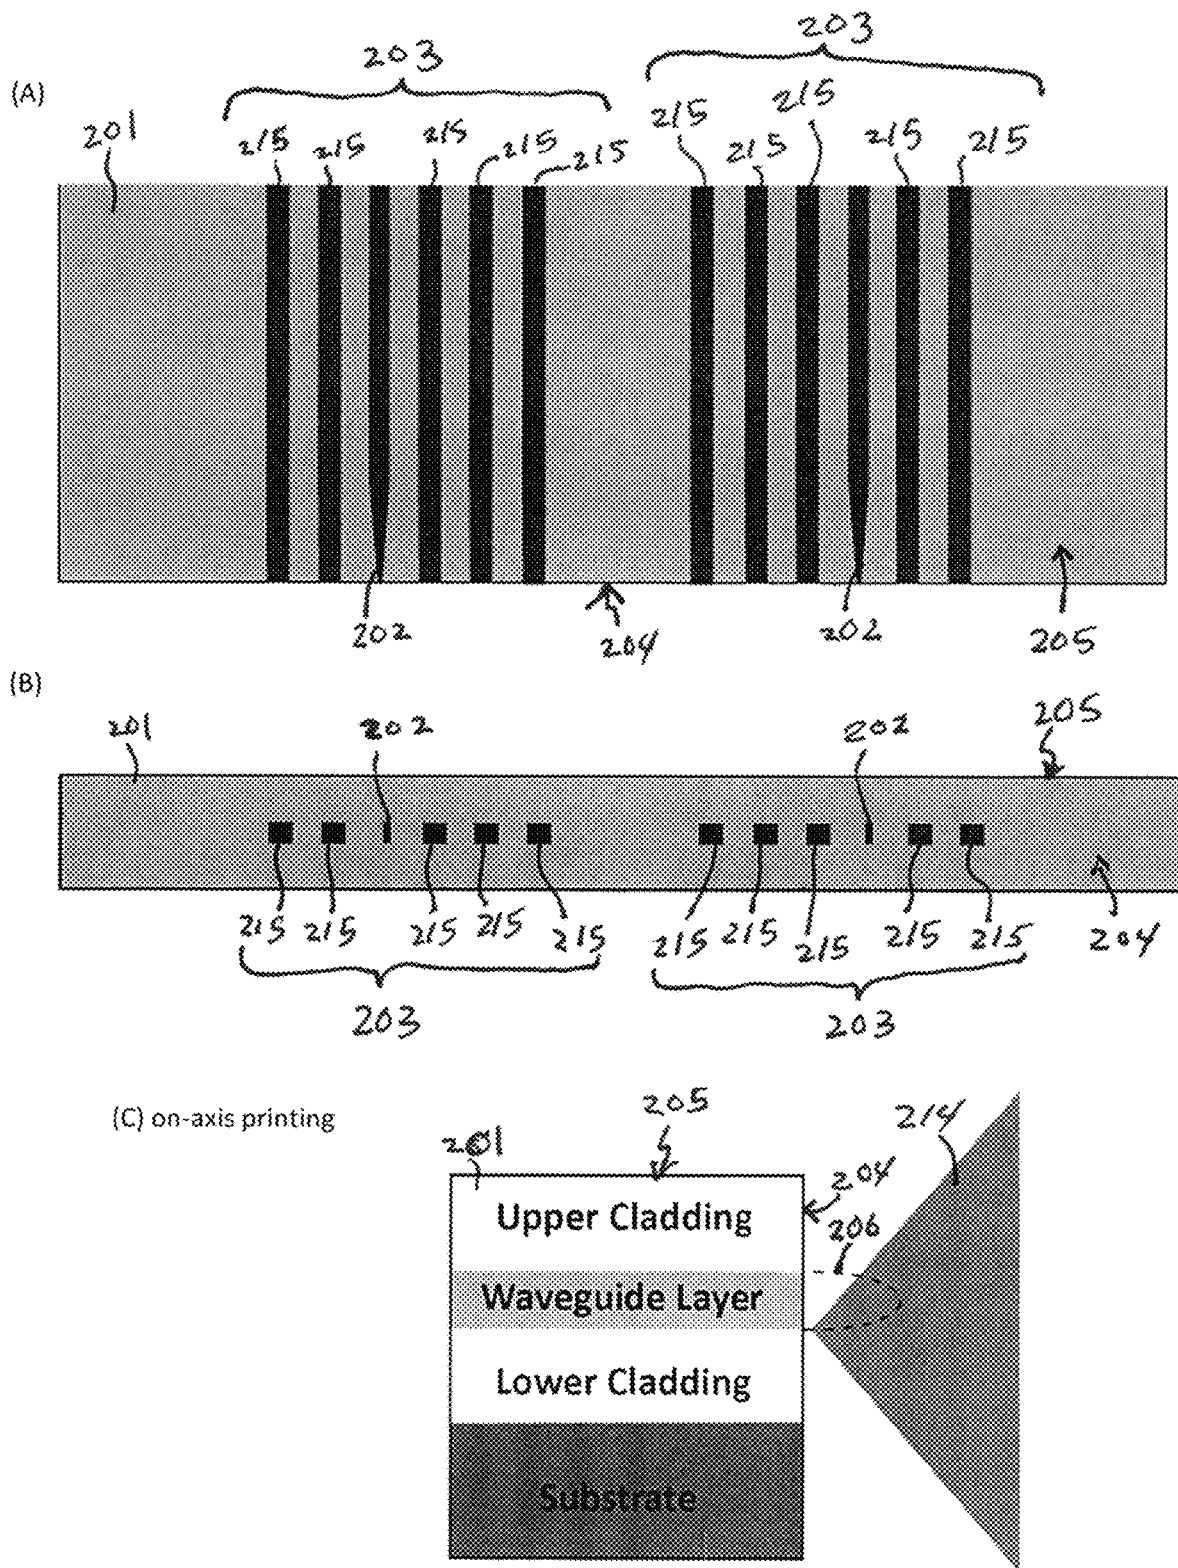 203 203
(A)
201 215 215 215 215 215 215 215 215 215 215
202 204 202 205
(B)
201 202 202 205
215 215 215 215 215 215 215 215 215 215 204
203 203
(C) on-axis printing 205 214
201 204
Upper Cladding 206
Waveguide Layer
Lower Cladding
Substrate